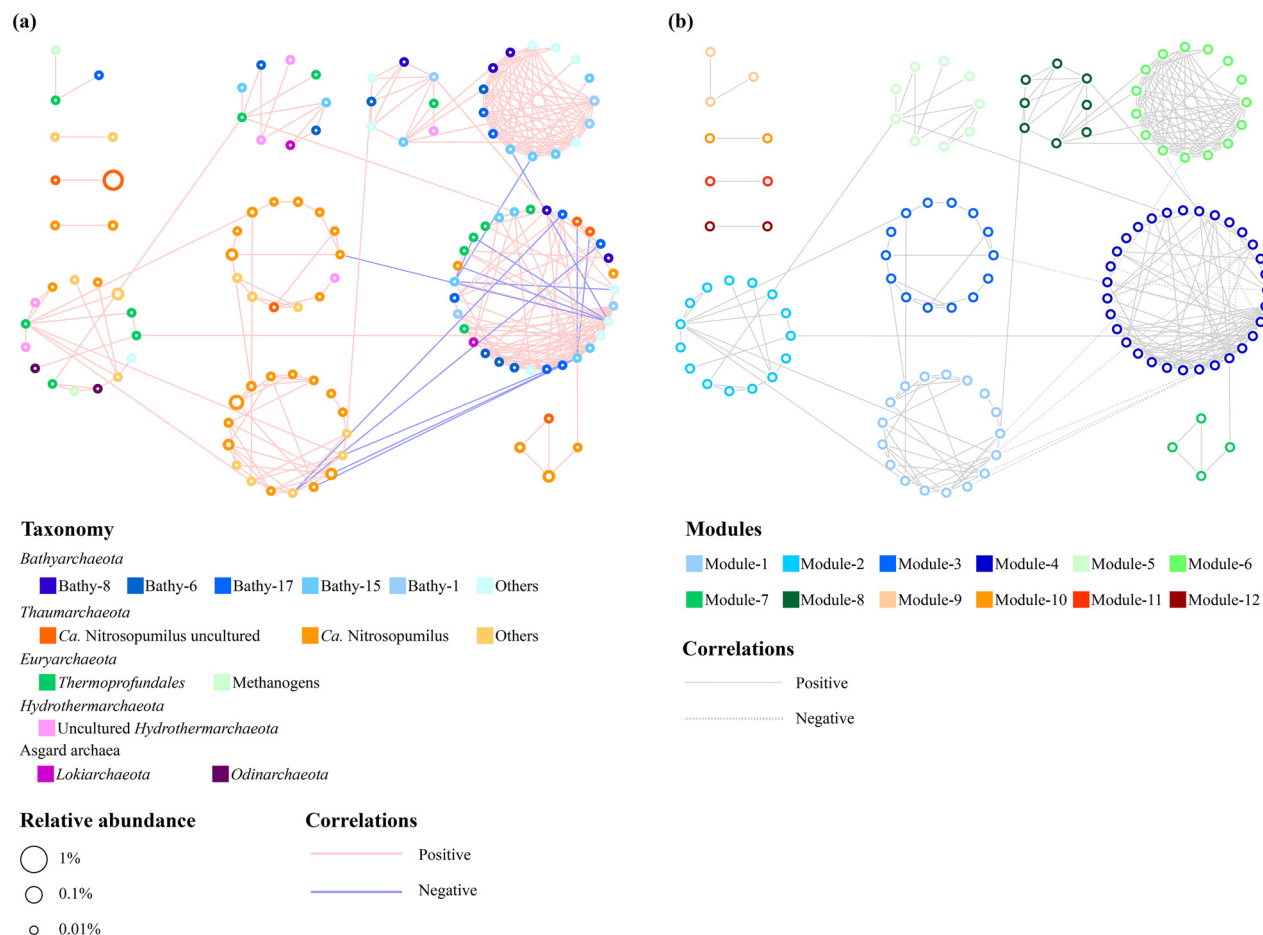 (a)
(b)
Taxonomy
Bathyarchaeota
Bathy-8 Bathy-6 Bathy-17 Bathy-15 Bathy-1 Others
Thaumarchaeota
Ca. Nitrosopumilus uncultured Ca. Nitrosopumilus Others
Euryarchaeota
Thermoprofundales Methanogens
Hydrothermarchaeota
Uncultured Hydrothermarchaeota
Asgard archaea
Lokiarchaeota Odinarchaeota
Relative abundance
1%
0.1%
0.01%
Correlations
Positive
Negative
Modules
Module-1 Module-2 Module-3 Module-4 Module-5 Module-6
Module-7 Module-8 Module-9 Module-10 Module-11 Module-12
Correlations
Positive
Negative